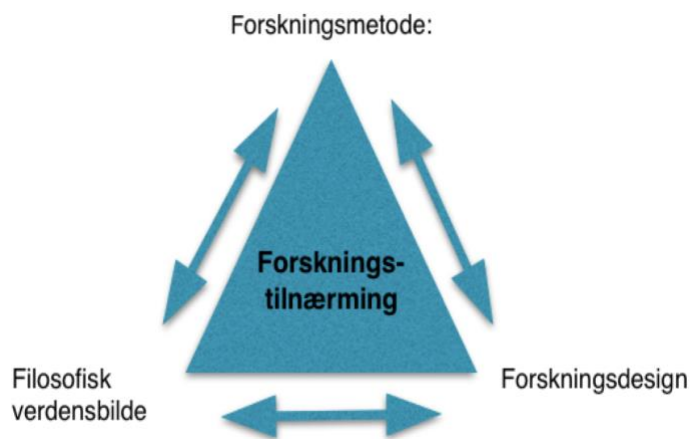 Forskningsmetode:
Forsknings-
tilnærming
Filosofisk
verdensbilde
Forskningsdesign